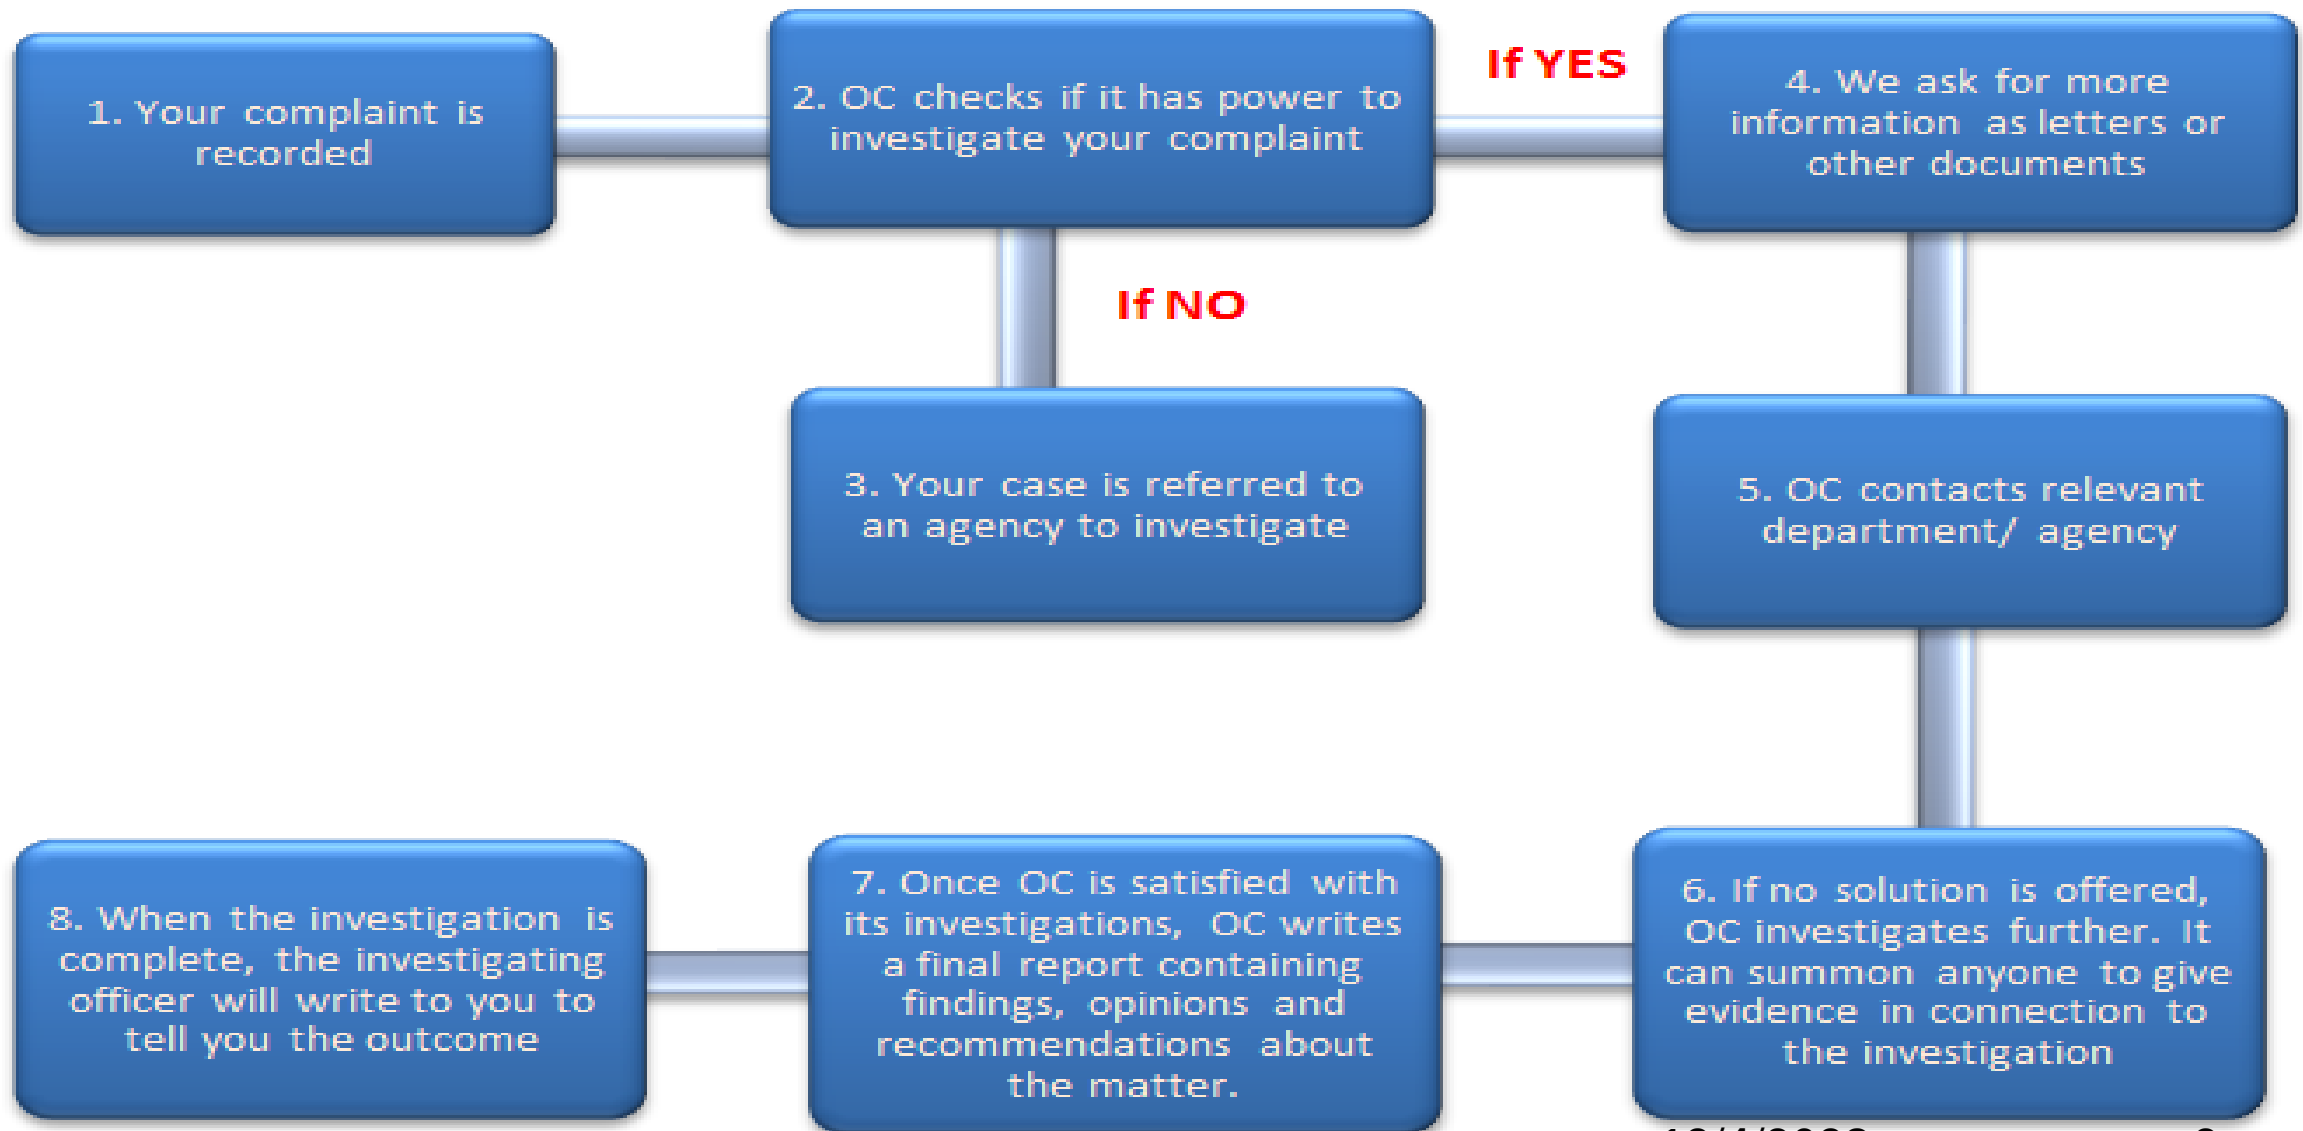 1. Your complaint is
recorded
2. OC checks if it has power to
investigate your complaint
If YES
4. We ask for more
information as letters or
other documents
If NO
3. Your case is referred to
an agency to investigate
5. OC contacts relevant
department/ agency
6. If no solution is offered,
OC investigates further. It
can summon anyone to give
evidence in connection to
the investigation
7. Once OC is satisfied with
its investigations, OC writes
a final report containing
findings, opinions and
recommendations about
the matter.
8. When the investigation is
complete, the investigating
officer will write to you to
tell you the outcome